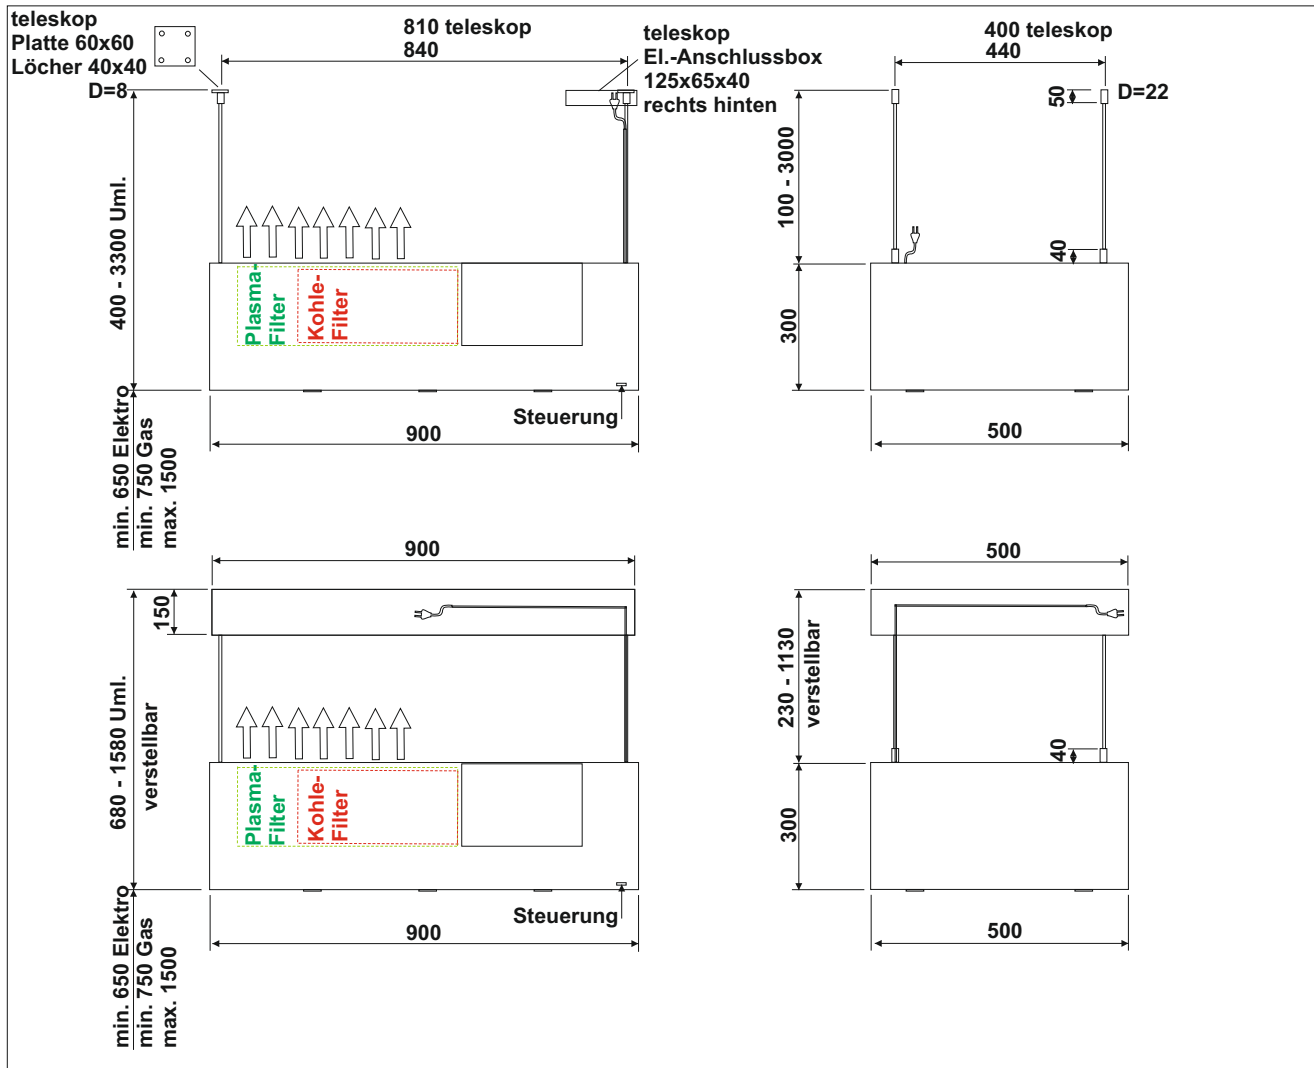 teleskop
Platte 60x60
Löcher 40x40
D=8
810 teleskop
840
teleskop
El.-Anschlussbox
125x65x40
rechts hinten
400 teleskop
440
50
D=22
400 - 3300 Uml.
100 - 3000
40
300
Plasma-
Filter
Kohle-
Filter
Steuerung
900
500
min. 650 Elektro
min. 750 Gas
max. 1500
900
500
150
680 - 1580 Uml.
verstellbar
230 - 1130
verstellbar
40
300
Plasma-
Filter
Kohle-
Filter
Steuerung
900
500
min. 650 Elektro
min. 750 Gas
max. 1500